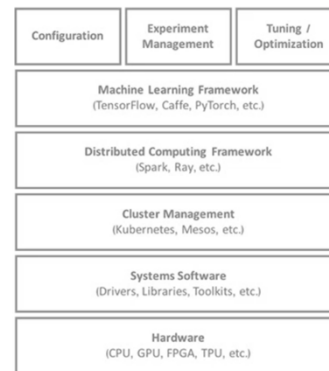 Configuration
Experiment
Management
Tuning /
Optimization
Machine Learning Framework
(TensorFlow, Caffe, PyTorch, etc.)
Distributed Computing Framework
(Spark, Ray, etc.)
Cluster Management
(Kubernetes, Mesos, etc.)
Systems Software
(Drivers, Libraries, Toolkits, etc.)
Hardware
(CPU, GPU, FPGA, TPU, etc.)